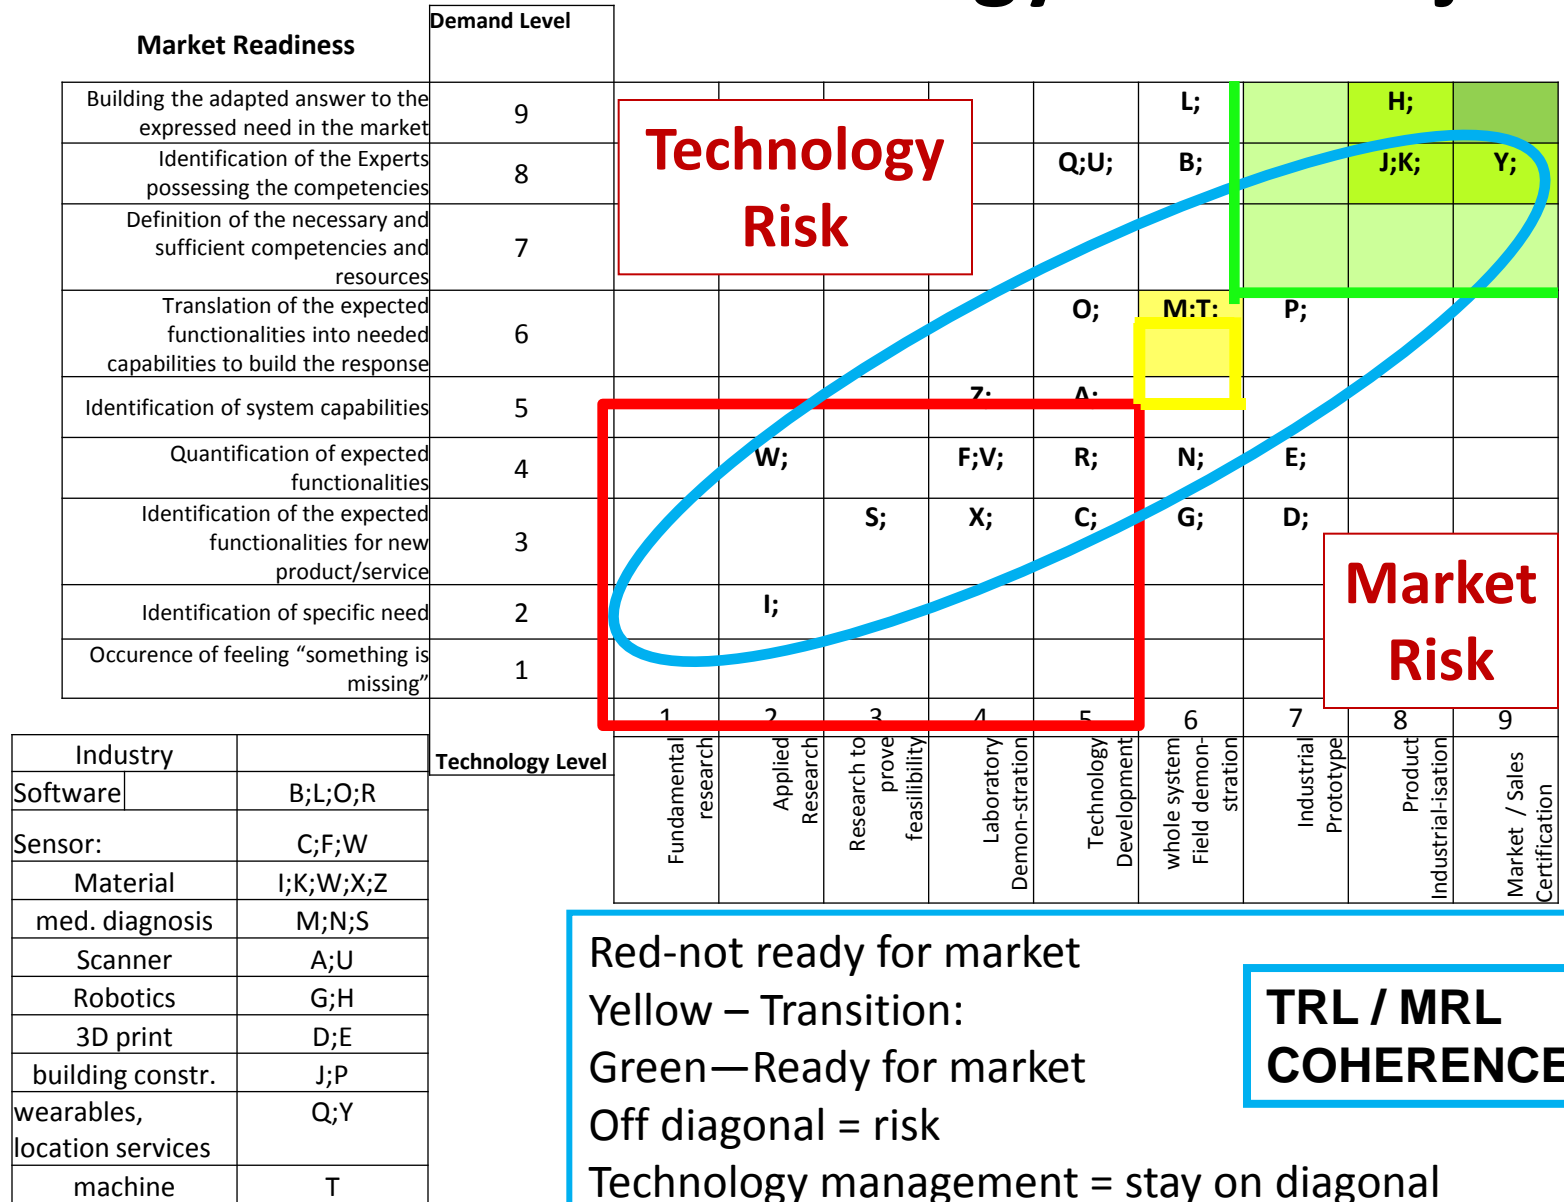 Demand Level
Market Readiness
Building the adapted answer to the
expressed need in the market
9
L;
H;
Technology
Risk
Identification of the Experts
possessing the competencies
8
Q;U;
B;
J;K;
Y;
Definition of the necessary and
sufficient competencies and
resources
7
Translation of the expected
functionalities into needed
capabilities to build the response
6
O;
M;T;
P;
Identification of system capabilities
5
Z;
A;
Quantification of expected
functionalities
4
W;
F;V;
R;
N;
E;
Identification of the expected
functionalities for new
product/service
3
S;
X;
C;
G;
D;
Market
Risk
Identification of specific need
2
I;
Occurence of feeling “something is
missing”
1
1
2
3
4
5
6
7
8
9
Technology Level
Fundamental
research
Applied
Research
Research to
prove
feasilibility
Laboratory
Demon-stration
Technology
Development
whole system
Field demon-
stration
Industrial
Prototype
Product
Industrial-isation
Market / Sales
Certification
Industry
Software
B;L;O;R
Sensor:
C;F;W
Material
I;K;W;X;Z
med. diagnosis
M;N;S
Scanner
A;U
Robotics
G;H
3D print
D;E
building constr.
J;P
wearables,
location services
Q;Y
machine
T
Red-not ready for market
Yellow – Transition:
Green—Ready for market
Off diagonal = risk
Technology management = stay on diagonal
TRL / MRL
COHERENCE